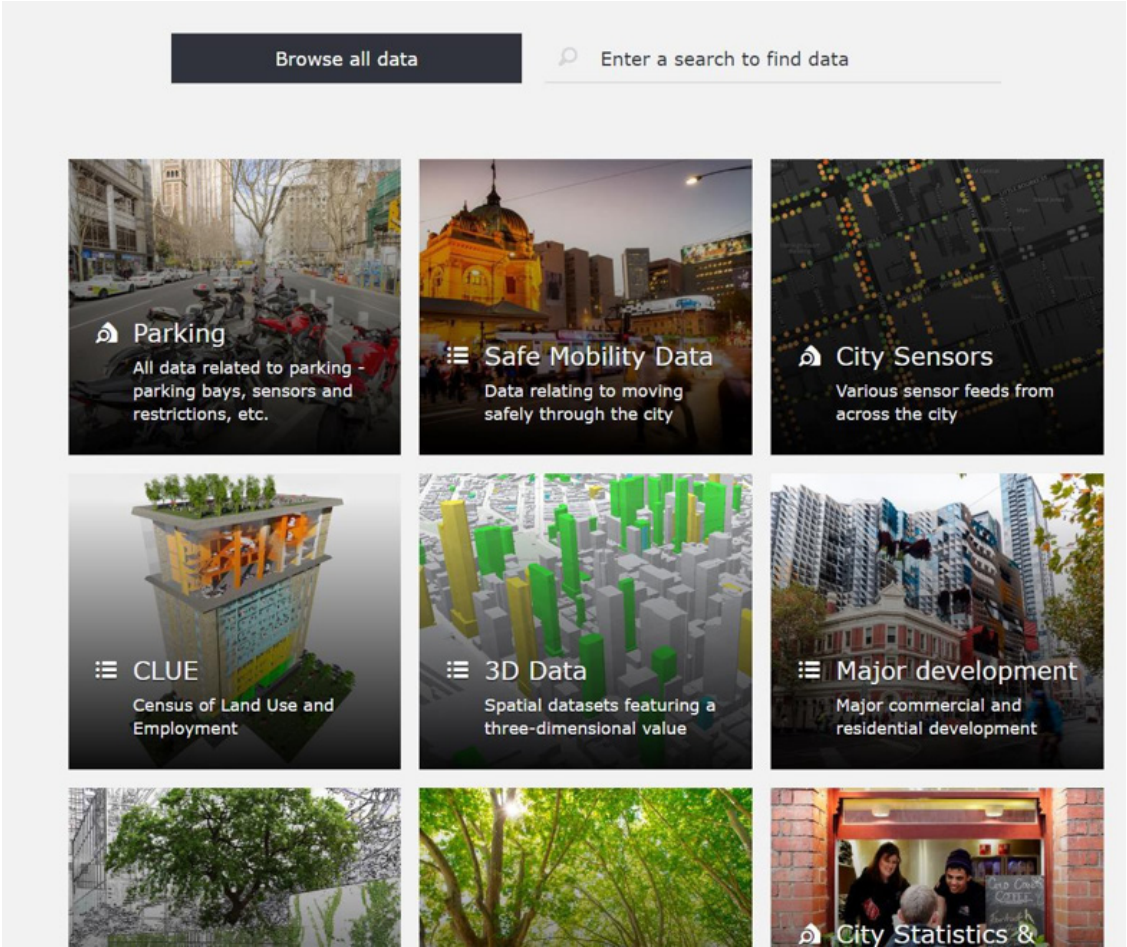 Browse all data
Enter a search to find data
Parking
All data related to parking -
parking bays, sensors and
restrictions, etc.
Safe Mobility Data
Data relating to moving
safely through the city
City Sensors
Various sensor feeds from
across the city
CLUE
Census of Land Use and
Employment
3D Data
Spatial datasets featuring a
three-dimensional value
Major development
Major commercial and
residential development
City Statistics &